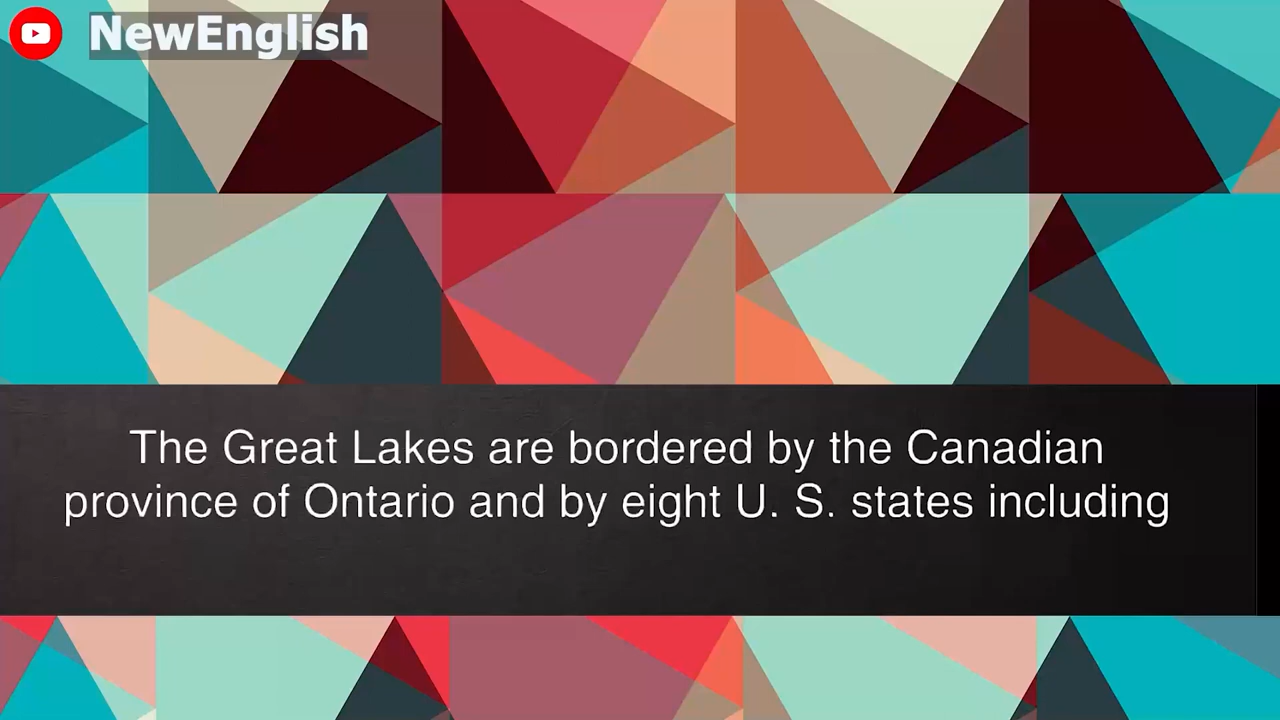 NewEnglish
The Great Lakes are bordered by the Canadian
province of Ontario and by eight U. S. states including